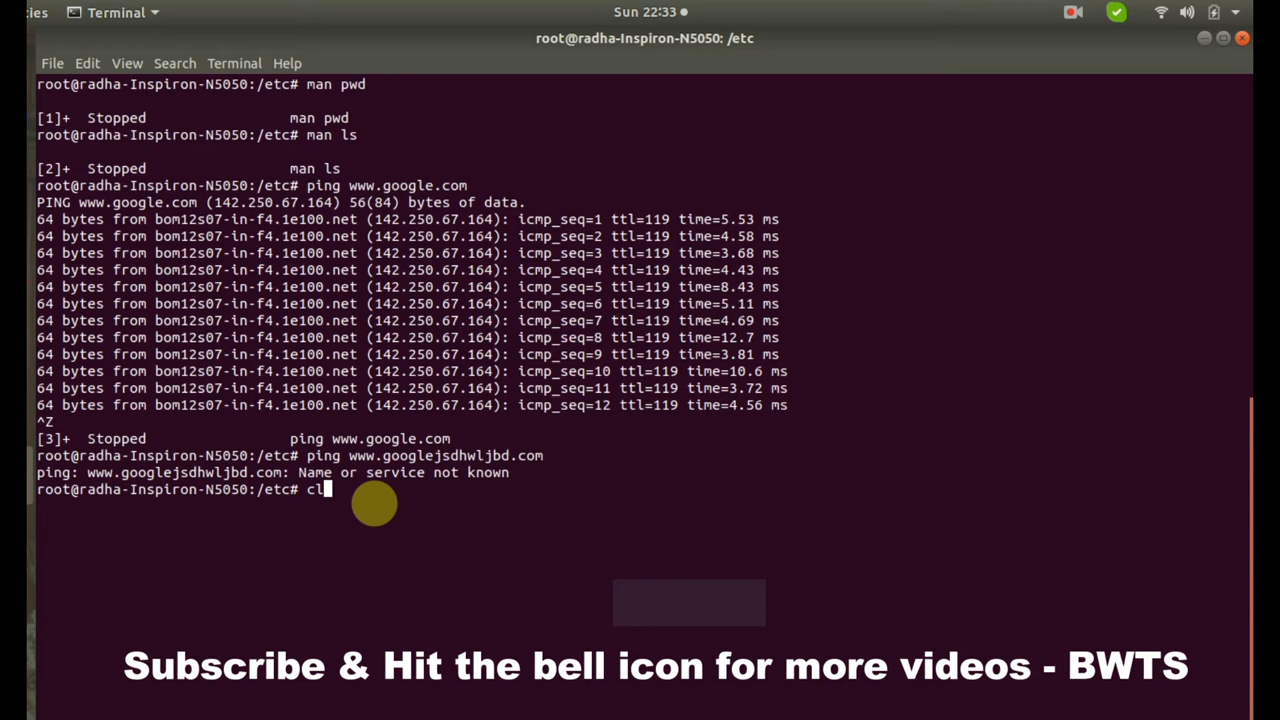 ies Terminal Sun 22:33
root@radha-Inspiron-N5050: /etc
File Edit View Search Terminal Help
root@radha-Inspiron-N5050:/etc# man pwd
[1]+  Stopped                 man pwd
root@radha-Inspiron-N5050:/etc# man ls
[2]+  Stopped                 man ls
root@radha-Inspiron-N5050:/etc# ping www.google.com
PING www.google.com (142.250.67.164) 56(84) bytes of data.
64 bytes from bom12s07-in-f4.1e100.net (142.250.67.164): icmp_seq=1 ttl=119 time=5.53 ms
64 bytes from bom12s07-in-f4.1e100.net (142.250.67.164): icmp_seq=2 ttl=119 time=4.58 ms
64 bytes from bom12s07-in-f4.1e100.net (142.250.67.164): icmp_seq=3 ttl=119 time=3.68 ms
64 bytes from bom12s07-in-f4.1e100.net (142.250.67.164): icmp_seq=4 ttl=119 time=4.43 ms
64 bytes from bom12s07-in-f4.1e100.net (142.250.67.164): icmp_seq=5 ttl=119 time=8.43 ms
64 bytes from bom12s07-in-f4.1e100.net (142.250.67.164): icmp_seq=6 ttl=119 time=5.11 ms
64 bytes from bom12s07-in-f4.1e100.net (142.250.67.164): icmp_seq=7 ttl=119 time=4.69 ms
64 bytes from bom12s07-in-f4.1e100.net (142.250.67.164): icmp_seq=8 ttl=119 time=12.7 ms
64 bytes from bom12s07-in-f4.1e100.net (142.250.67.164): icmp_seq=9 ttl=119 time=3.81 ms
64 bytes from bom12s07-in-f4.1e100.net (142.250.67.164): icmp_seq=10 ttl=119 time=10.6 ms
64 bytes from bom12s07-in-f4.1e100.net (142.250.67.164): icmp_seq=11 ttl=119 time=3.72 ms
64 bytes from bom12s07-in-f4.1e100.net (142.250.67.164): icmp_seq=12 ttl=119 time=4.56 ms
^Z
[3]+  Stopped                 ping www.google.com
root@radha-Inspiron-N5050:/etc# ping www.googlejsdhwljbd.com
ping: www.googlejsdhwljbd.com: Name or service not known
root@radha-Inspiron-N5050:/etc# cl
Subscribe & Hit the bell icon for more videos - BWTS